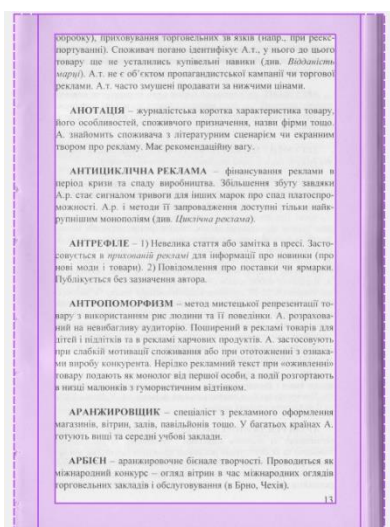 обробку), приховування торговельних зв'язків (напр., при реекс-
портуванні). Споживач погано ідентифікує А.т., у нього до цього
товару ще не усталились купівельні навики (див. Відданість
марці). А.т. не є об'єктом пропагандистської кампанії чи торгової
реклами. А.т. часто змушені продавати за нижчими цінами.
АНОТАЦІЯ – журналістська коротка характеристика товару,
його особливостей, споживчого призначення, назви фірми тощо.
А. знайомить споживача з літературним сценарієм чи екранним
твором про рекламу. Має рекомендаційну вагу.
АНТИЦИКЛІЧНА РЕКЛАМА – фінансування реклами в
період кризи та спаду виробництва. Збільшення збуту завдяки
А.р. стає сигналом тривоги для інших марок про спад платоспро-
можності. А.р. і методи її запровадження доступні тільки найк-
рупнішим монополіям (див. Циклічна реклама).
АНТРЕФІЛЕ – 1) Невелика стаття або замітка в пресі. Засто-
совується в прихованій рекламі для інформації про новинки (про
нові моди і товари). 2) Повідомлення про поставки чи ярмарки.
Публікується без зазначення автора.
АНТРОПОМОРФИЗМ – метод мистецької репрезентації то-
вару з використанням рис людини та її поведінки. А. розрахова-
ний на невибагливу аудиторію. Поширений в рекламі товарів для
дітей і підлітків та в рекламі харчових продуктів. А. застосовують
при слабкій мотивації споживання або при ототожненні з ознака-
ми виробу конкурента. Нерідко рекламний текст при «оживленні»
товару подають як монолог від першої особи, а події розгортають
в низці малюнків з гумористичним відтінком.
АРАНЖИРОВЩИК – спеціаліст з рекламного оформлення
магазинів, вітрин, залів, павільйонів тощо. У багатьох країнах А.
готують вищі та середні учбові заклади.
АРБІЄН – аранжировочне бієнале творчості. Проводиться як
міжнародний конкурс – огляд вітрин в час міжнародних оглядів
торговельних закладів і обслуговування (в Брно, Чехія).
13